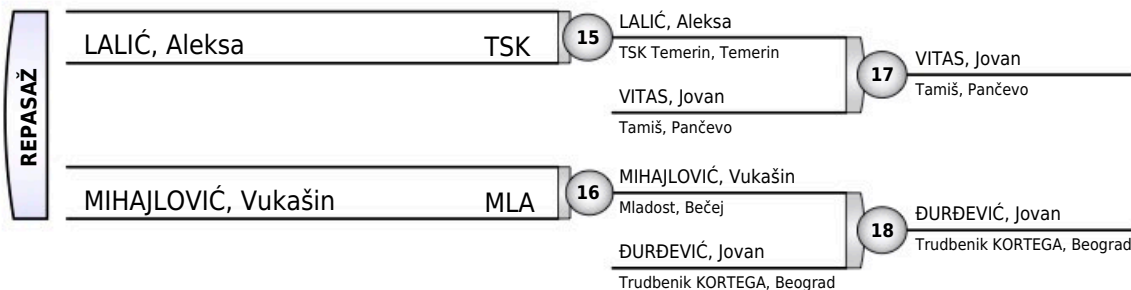 REPASAŽ
LALIĆ, Aleksa TSK
15
LALIĆ, Aleksa
TSK Temerin, Temerin
VITAS, Jovan
Tamiš, Pančevo
17
VITAS, Jovan
Tamiš, Pančevo
MIHAJLOVIĆ, Vukašin MLA
16
MIHAJLOVIĆ, Vukašin
Mladost, Bečej
ĐURĐEVIĆ, Jovan
Trudbenik KORTEGA, Beograd
18
ĐURĐEVIĆ, Jovan
Trudbenik KORTEGA, Beograd